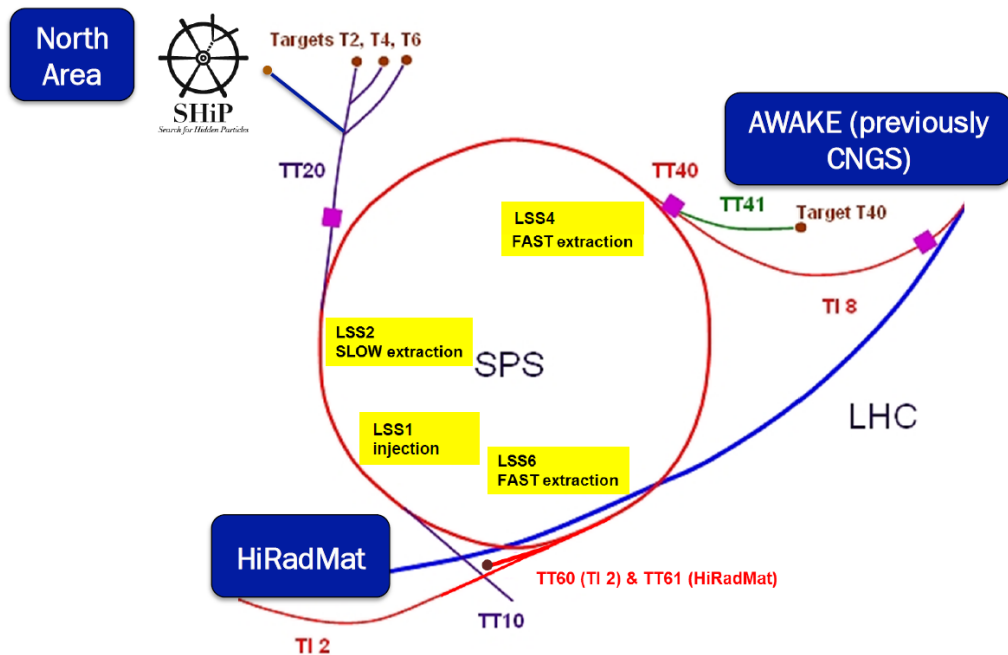 North
Area
SHiP
Search for Hidden Particles
Targets T2, T4, T6
AWAKE (previously
CNGS)
TT20
TT40
TT41
Target T40
LSS4
FAST extraction
TI 8
LSS2
SLOW extraction
SPS
LHC
LSS1
injection
LSS6
FAST extraction
HiRadMat
TT60 (TI 2) & TT61 (HiRadMat)
TT10
TI 2